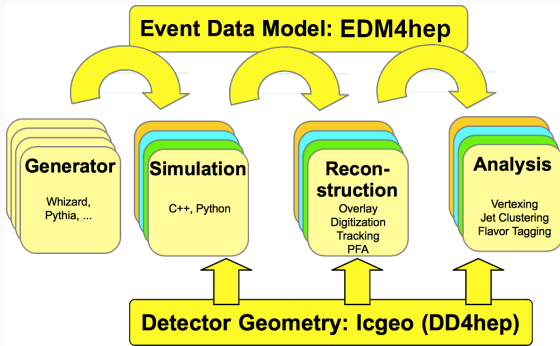 Event Data Model: EDM4hep
Generator
Whizard,
Pythia, ...
Simulation
C++, Python
Recon-
struction
Overlay
Digitization
Tracking
PFA
Analysis
Vertexing
Jet Clustering
Flavor Tagging
Detector Geometry: lcgeo (DD4hep)